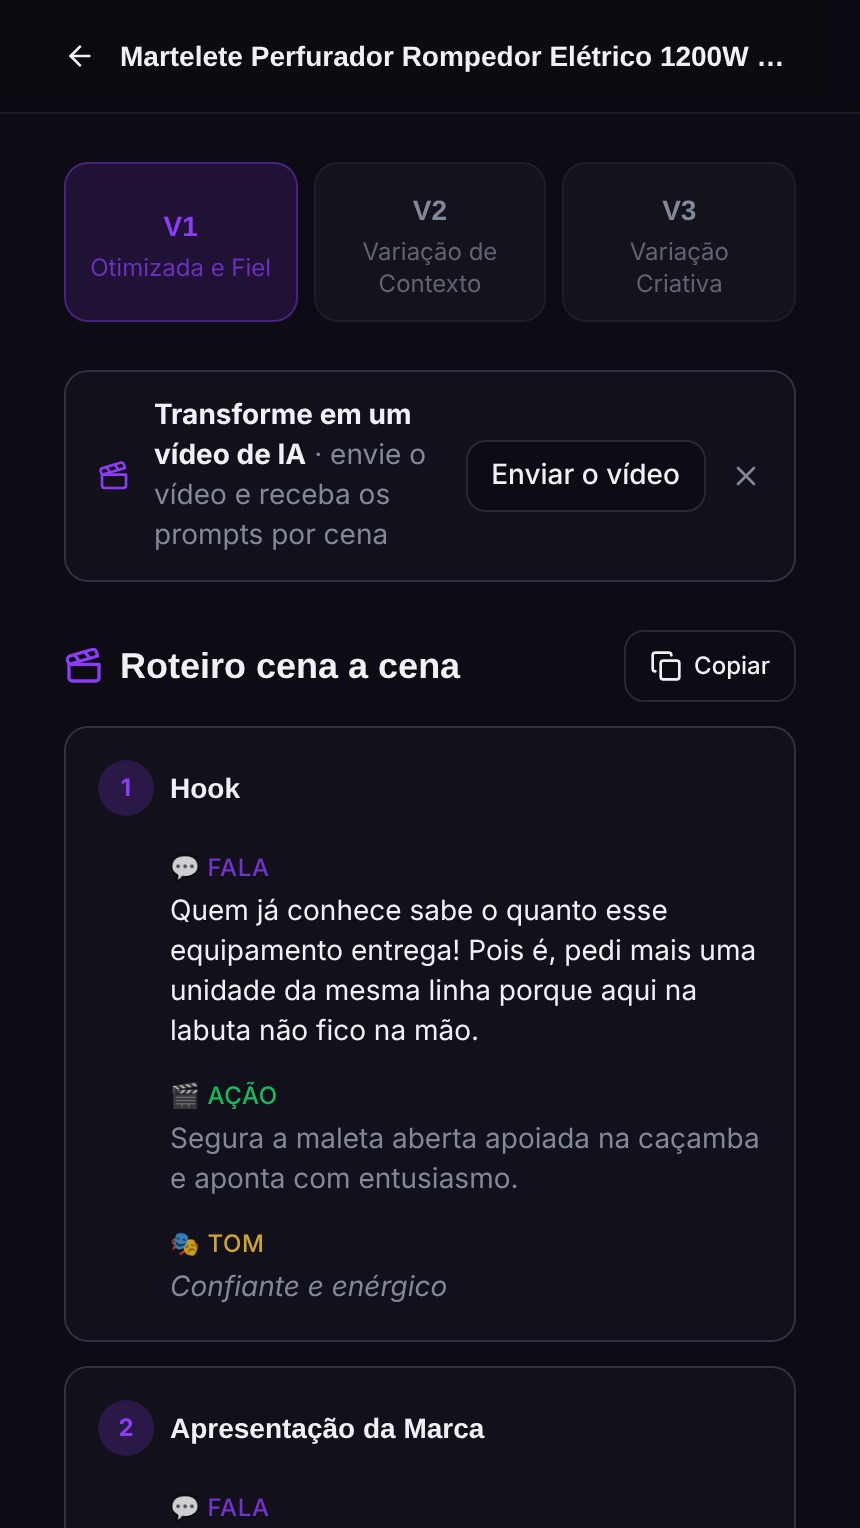 Martelete Perfurador Rompedor Elétrico 1200W ...
V1
Otimizada e Fiel
V2
Variação de
Contexto
V3
Variação
Criativa
Transforme em um
vídeo de IA · envie o
vídeo e receba os
prompts por cena
Enviar o vídeo
Roteiro cena a cena
Copiar
1 Hook
FALA
Quem já conhece sabe o quanto esse
equipamento entrega! Pois é, pedi mais uma
unidade da mesma linha porque aqui na
labuta não fico na mão.
AÇÃO
Segura a maleta aberta apoiada na caçamba
e aponta com entusiasmo.
TOM
Confiante e enérgico
2 Apresentação da Marca
FALA